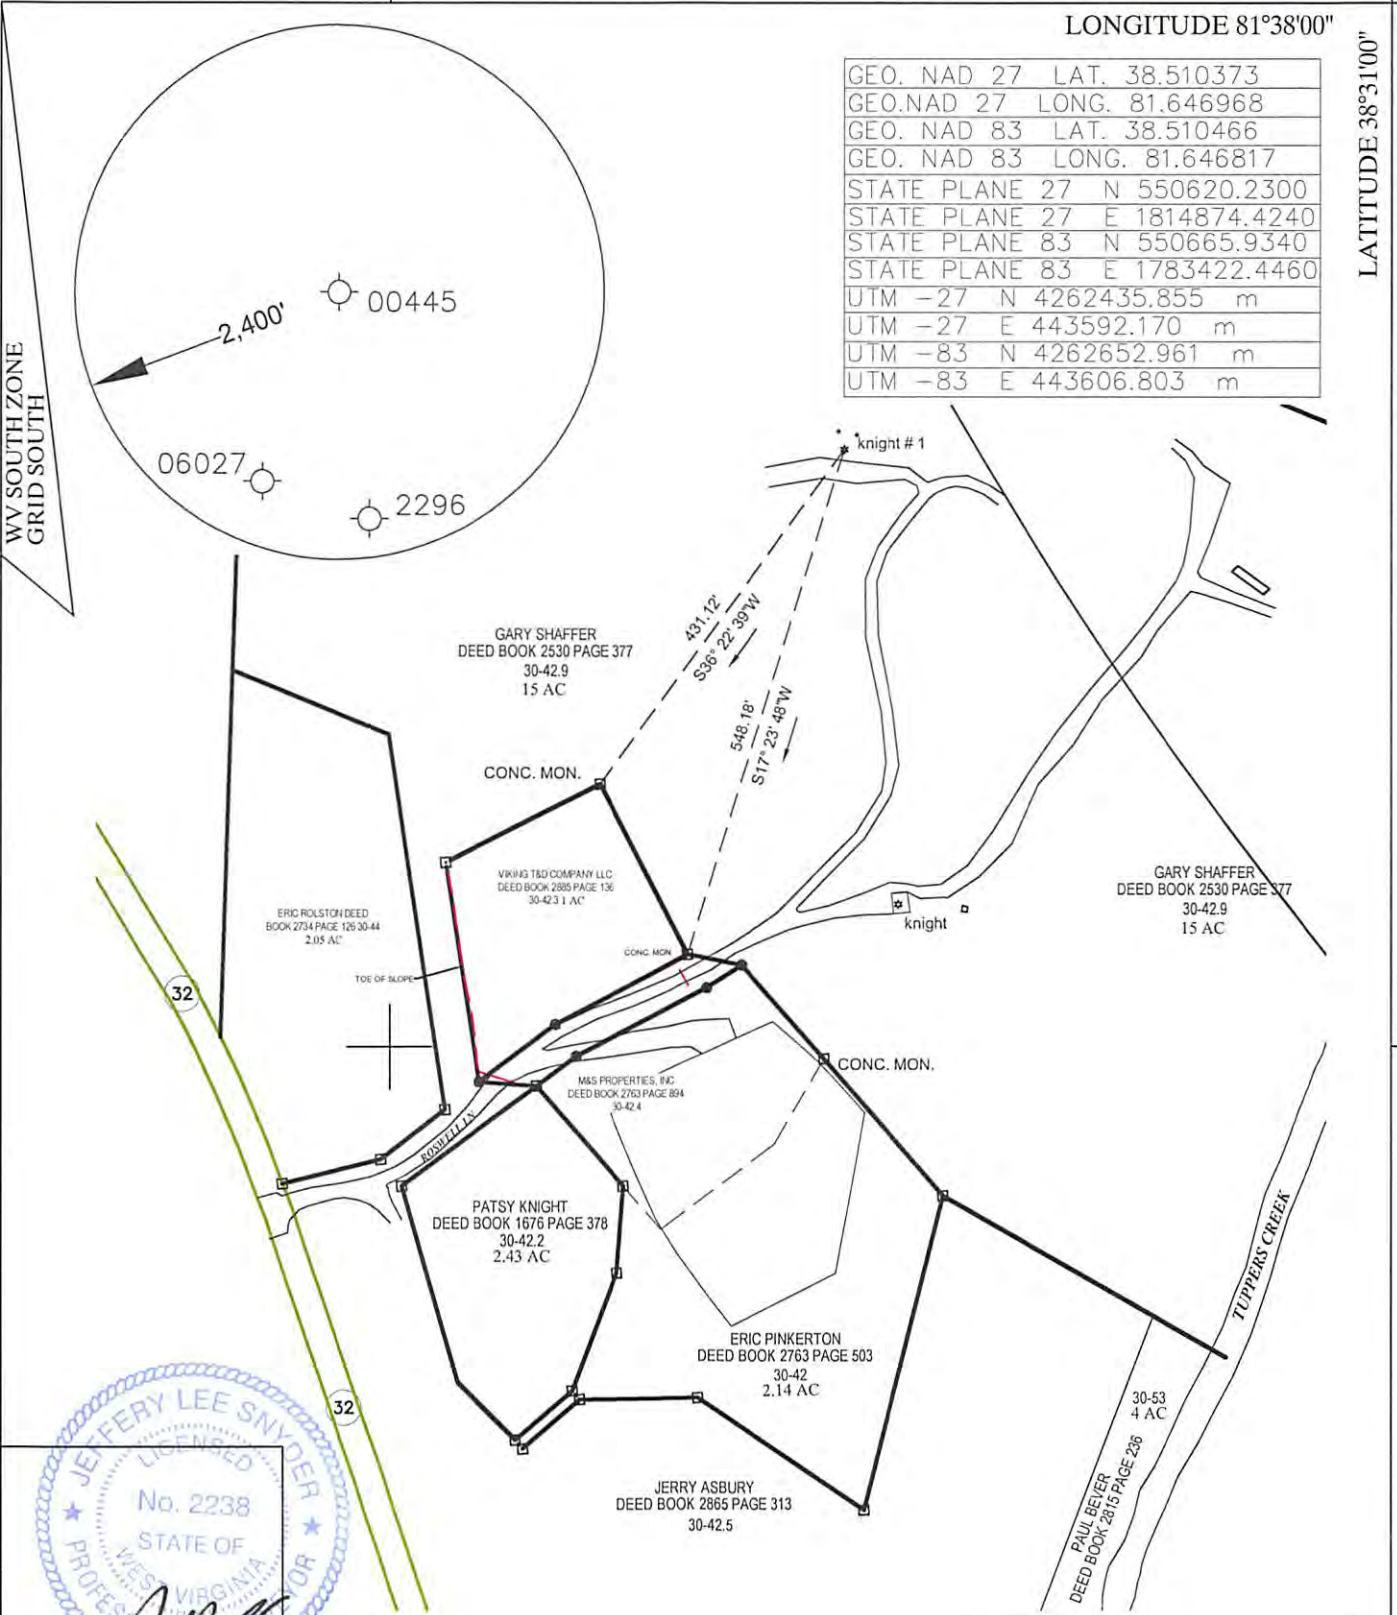 LONGITUDE 81°38'00"
LATITUDE 38°31'00"
GEO. NAD 27 LAT. 38.510373
GEO.NAD 27 LONG. 81.646968
GEO. NAD 83 LAT. 38.510466
GEO. NAD 83 LONG. 81.646817
STATE PLANE 27 N 550620.2300
STATE PLANE 27 E 1814874.4240
STATE PLANE 83 N 550665.9340
STATE PLANE 83 E 1783422.4460
UTM -27 N 4262435.855 m
UTM -27 E 443592.170 m
UTM -83 N 4262652.961 m
UTM -83 E 443606.803 m
WV SOUTH ZONE
GRID SOUTH
00445
2,400'
06027
2296
knight # 1
431.12'
S36° 22' 39"W
548.18'
S17° 23' 48"W
GARY SHAFFER
DEED BOOK 2530 PAGE 377
30-42.9
15 AC
CONC. MON.
VIKING T&D COMPANY LLC
DEED BOOK 2885 PAGE 136
30-42.3 1 AC
GARY SHAFFER
DEED BOOK 2530 PAGE 377
30-42.9
15 AC
knight
ERIC ROLSTON DEED
BOOK 2734 PAGE 126 30-44
2.05 AC
CONC. MON.
TOE OF SLOPE
32
CONC. MON.
M&S PROPERTIES, INC
DEED BOOK 2763 PAGE 894
30-42.4
ROSWELL LN
PATSY KNIGHT
DEED BOOK 1676 PAGE 378
30-42.2
2.43 AC
TUPPERS CREEK
ERIC PINKERTON
DEED BOOK 2763 PAGE 503
30-42
2.14 AC
30-53
4 AC
32
PAUL BEVER
DEED BOOK 2815 PAGE 236
JERRY ASBURY
DEED BOOK 2865 PAGE 313
30-42.5
JEFFERY LEE SNYDER
LICENSED
No. 2238
STATE OF
WEST VIRGINIA